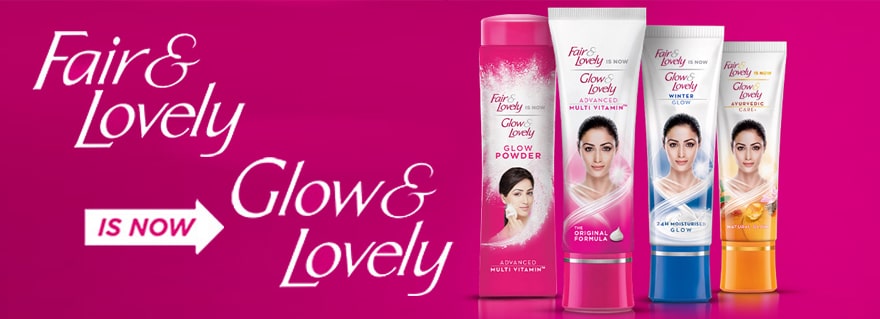 Fair &
Lovely
IS NOW
Glow &
Lovely
Fair &
Lovely IS NOW
Glow &
Lovely
GLOW
POWDER
ADVANCED
MULTI VITAMIN™
Fair &
Lovely IS NOW
Glow &
Lovely
ADVANCED
MULTI VITAMIN™
THE
ORIGINAL
FORMULA
Fair &
Lovely IS NOW
Glow &
Lovely
WINTER
GLOW
24H MOISTURISED
GLOW
Fair &
Lovely IS NOW
Glow &
Lovely
AYURVEDIC
CARE+